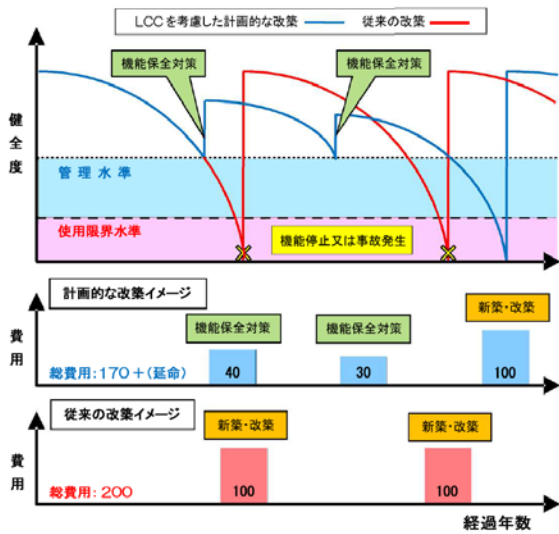 LCCを考慮した計画的な改築 従来の改築
機能保全対策
機能保全対策
健全度
管理水準
使用限界水準
機能停止又は事故発生
計画的な改築イメージ
新築・改築
機能保全対策
機能保全対策
費用
総費用:170+(延命)
40
30
100
従来の改築イメージ
新築・改築
新築・改築
費用
総費用:200
100
100
経過年数